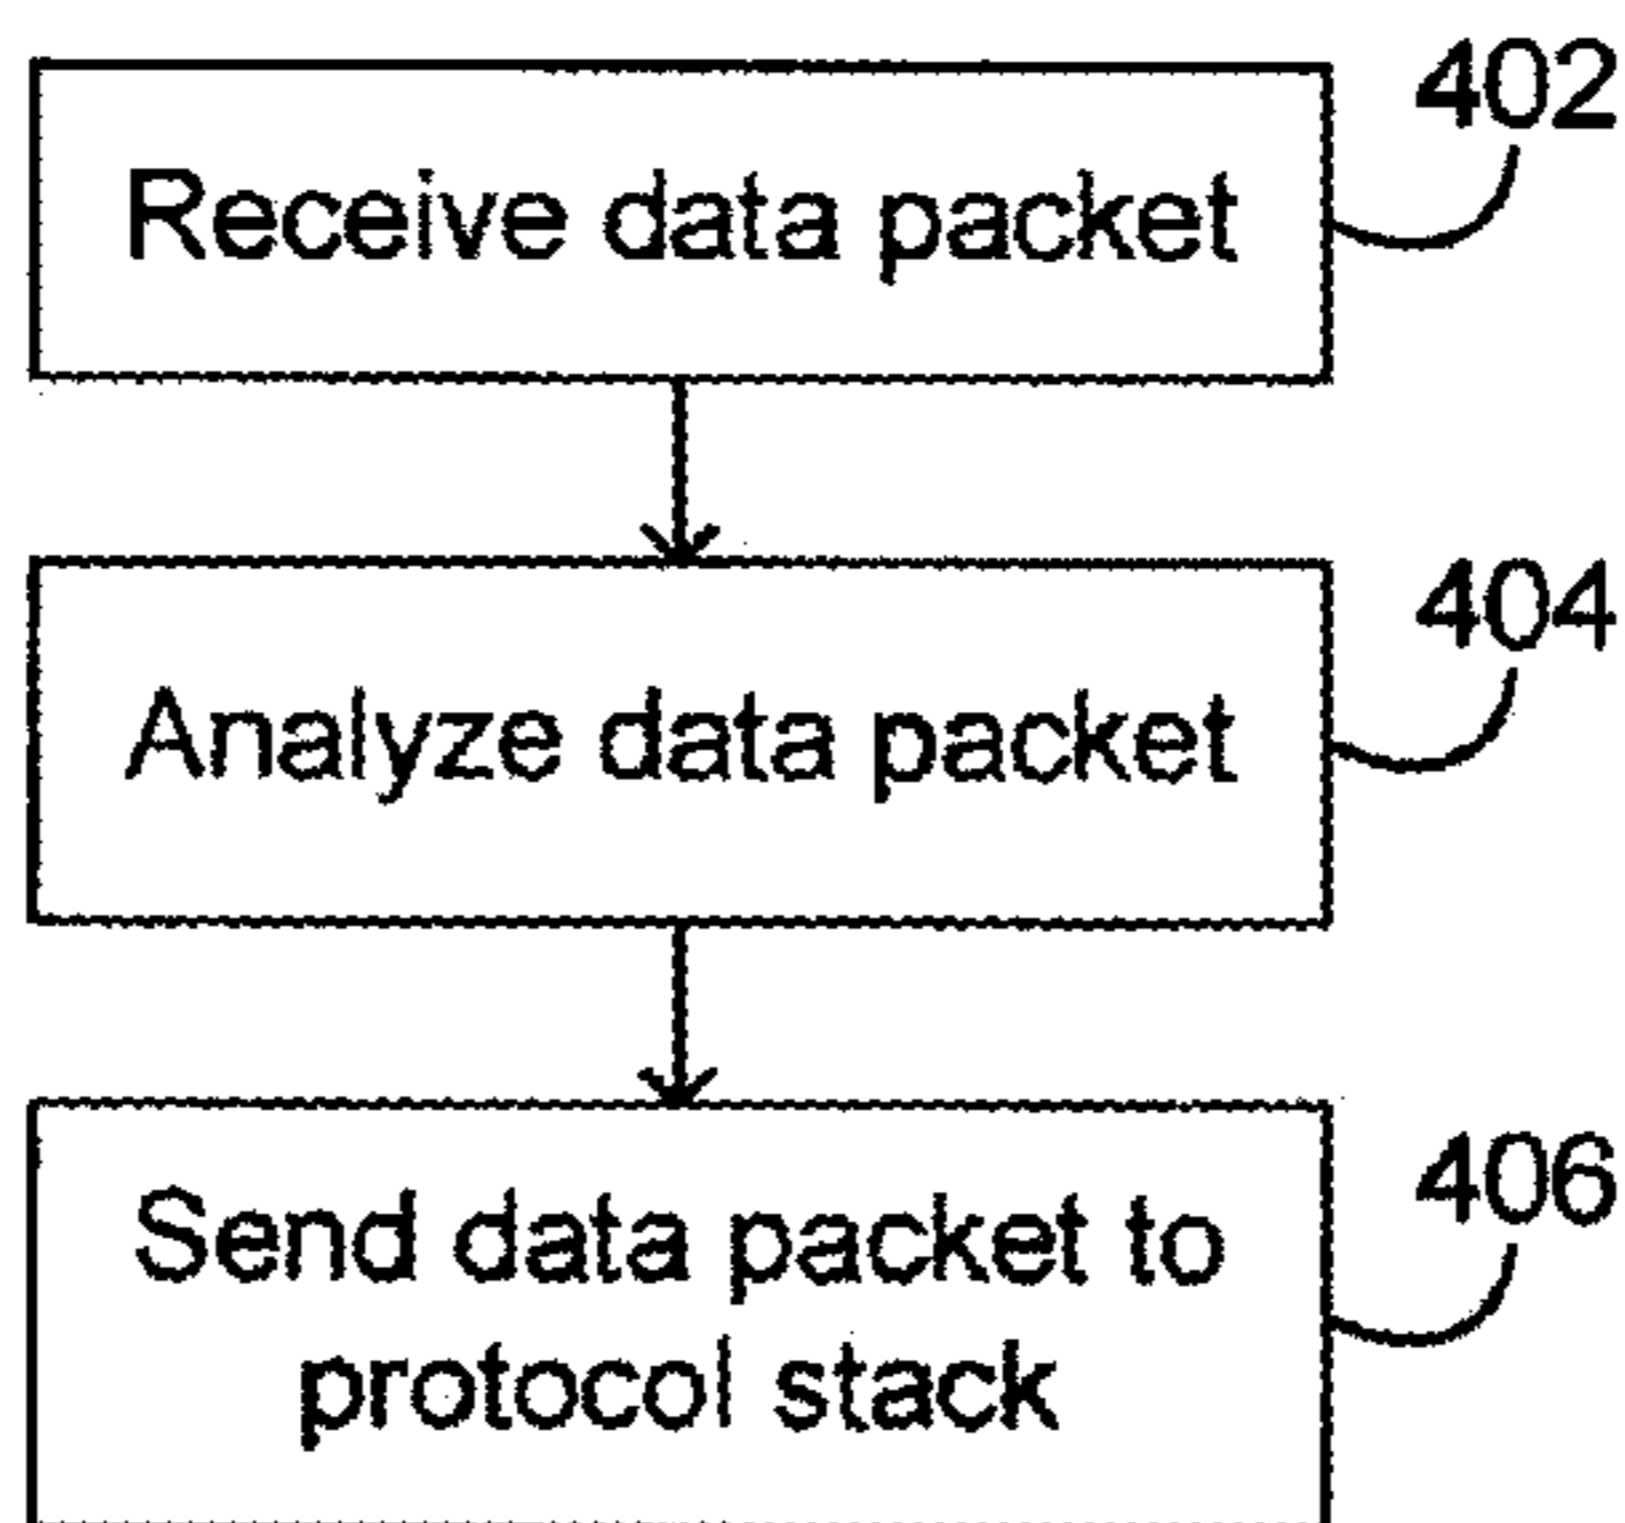 402
Receive data packet
404
Analyze data packet
406
Send data packet to
protocol stack